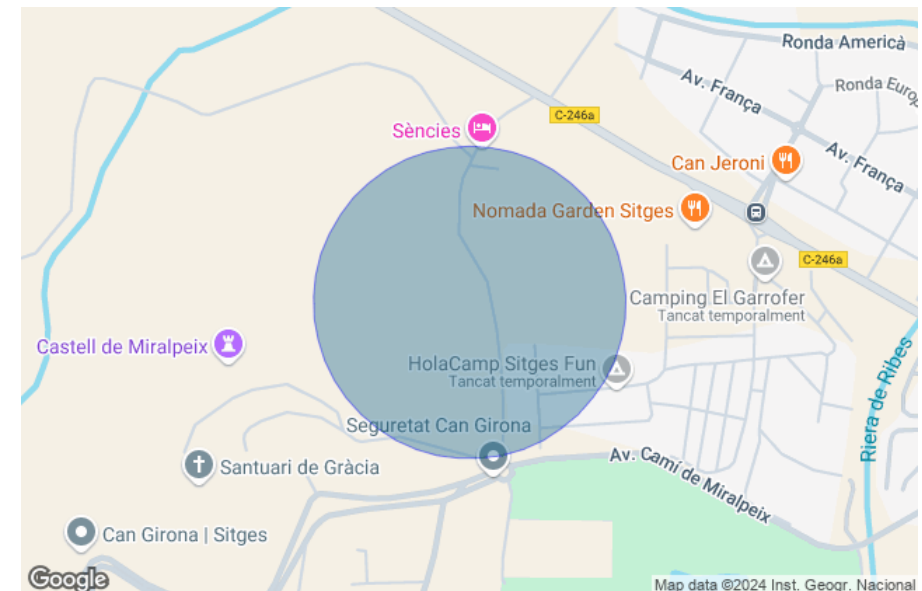 Ronda Americà
Av. França
Ronda Euro
C-246a
Sències
Can Jeroni
Av. França
Nomada Garden Sitges
C-246a
Camping El Garrofer
Tancat temporalment
Castell de Miralpeix
HolaCamp Sitges Fun
Tancat temporalment
Riera de Ribes
Seguretat Can Girona
Santuari de Gràcia
Av. Camí de Miralpeix
Can Girona | Sitges
Google
Map data ©2024 Inst. Geogr. Nacional